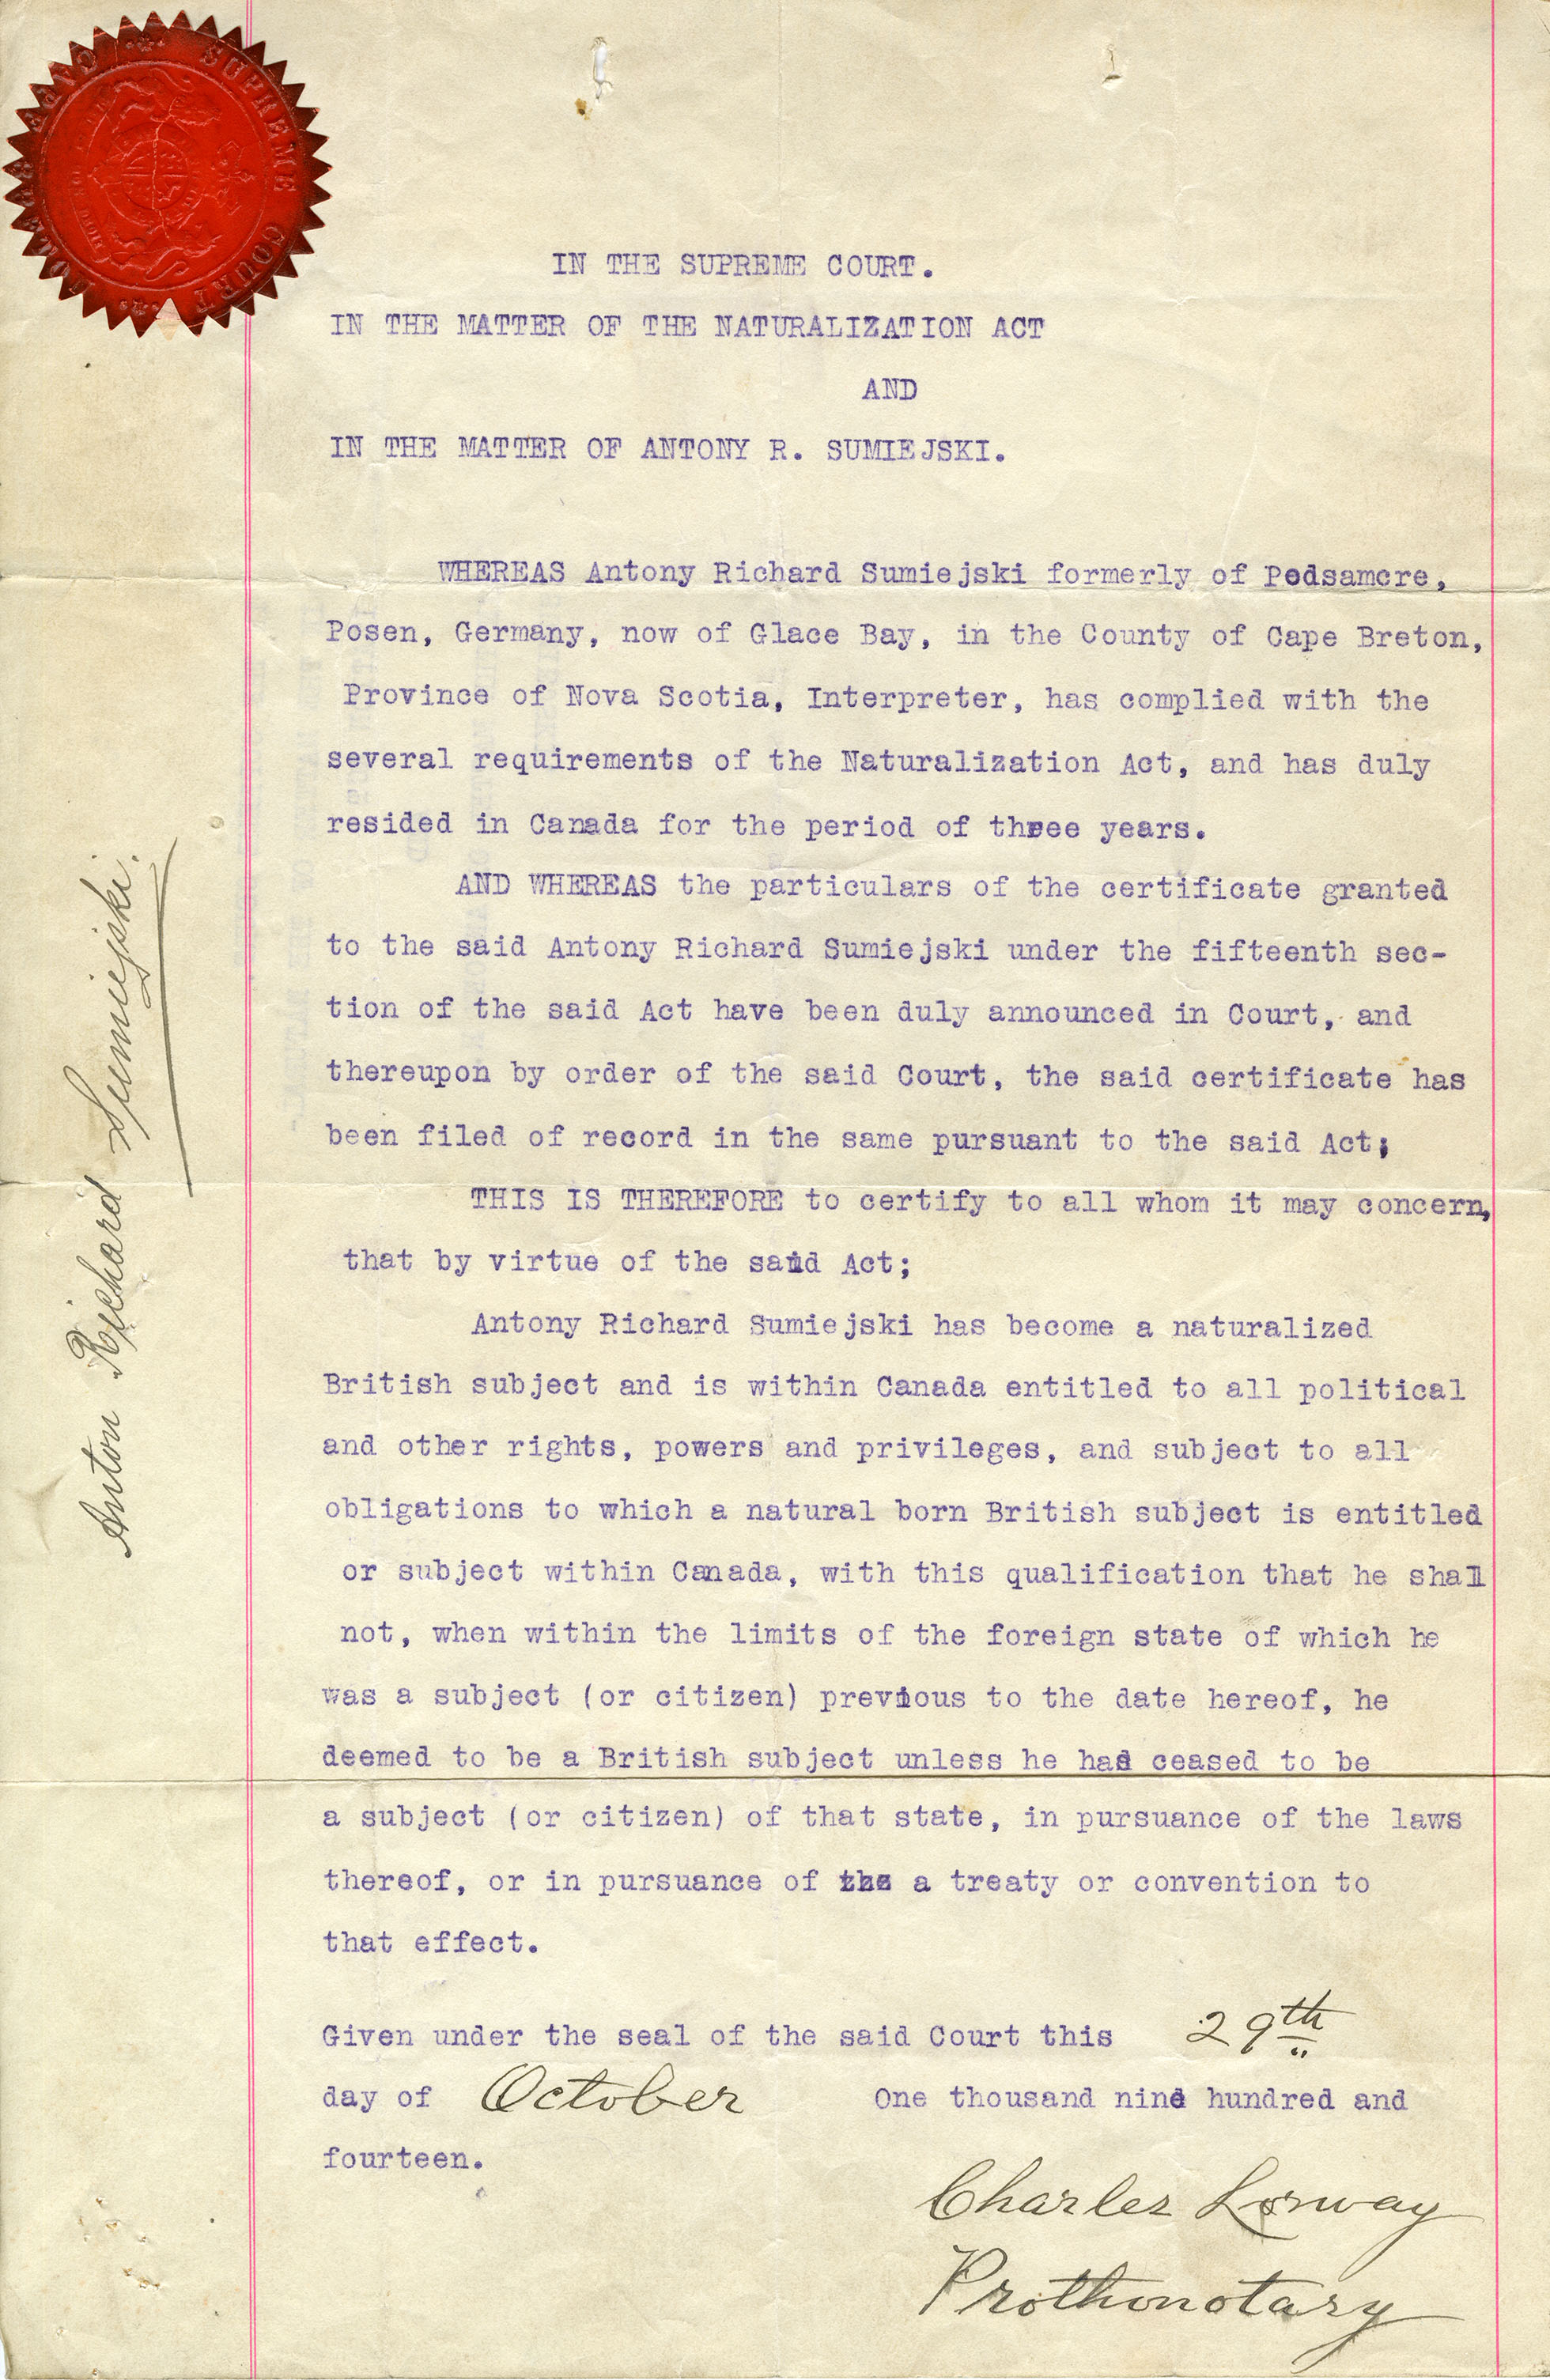 SUPREME COURT
IN THE SUPREME COURT.
IN THE MATTER OF THE NATURALIZATION ACT
AND
IN THE MATTER OF ANTONY R. SUMIEJSKI.
WHEREAS Antony Richard Sumiejski formerly of Podsamcre,
Posen, Germany, now of Glace Bay, in the County of Cape Breton,
Province of Nova Scotia, Interpreter, has complied with the
several requirements of the Naturalization Act, and has duly
resided in Canada for the period of three years.
AND WHEREAS the particulars of the certificate granted
to the said Antony Richard Sumiejski under the fifteenth sec-
tion of the said Act have been duly announced in Court, and
thereupon by order of the said Court, the said certificate has
been filed of record in the same pursuant to the said Act;
THIS IS THEREFORE to certify to all whom it may concern,
that by virtue of the said Act;
Antony Richard Sumiejski has become a naturalized
British subject and is within Canada entitled to all political
and other rights, powers and privileges, and subject to all
obligations to which a natural born British subject is entitled
or subject within Canada, with this qualification that he shall
not, when within the limits of the foreign state of which he
was a subject (or citizen) previous to the date hereof, he
deemed to be a British subject unless he has ceased to be
a subject (or citizen) of that state, in pursuance of the laws
thereof, or in pursuance of a treaty or convention to
that effect.
Given under the seal of the said Court this 29th
day of October One thousand nine hundred and
fourteen.
Charles Lorway
Prothonotary
Anton Richard Sumiejski.